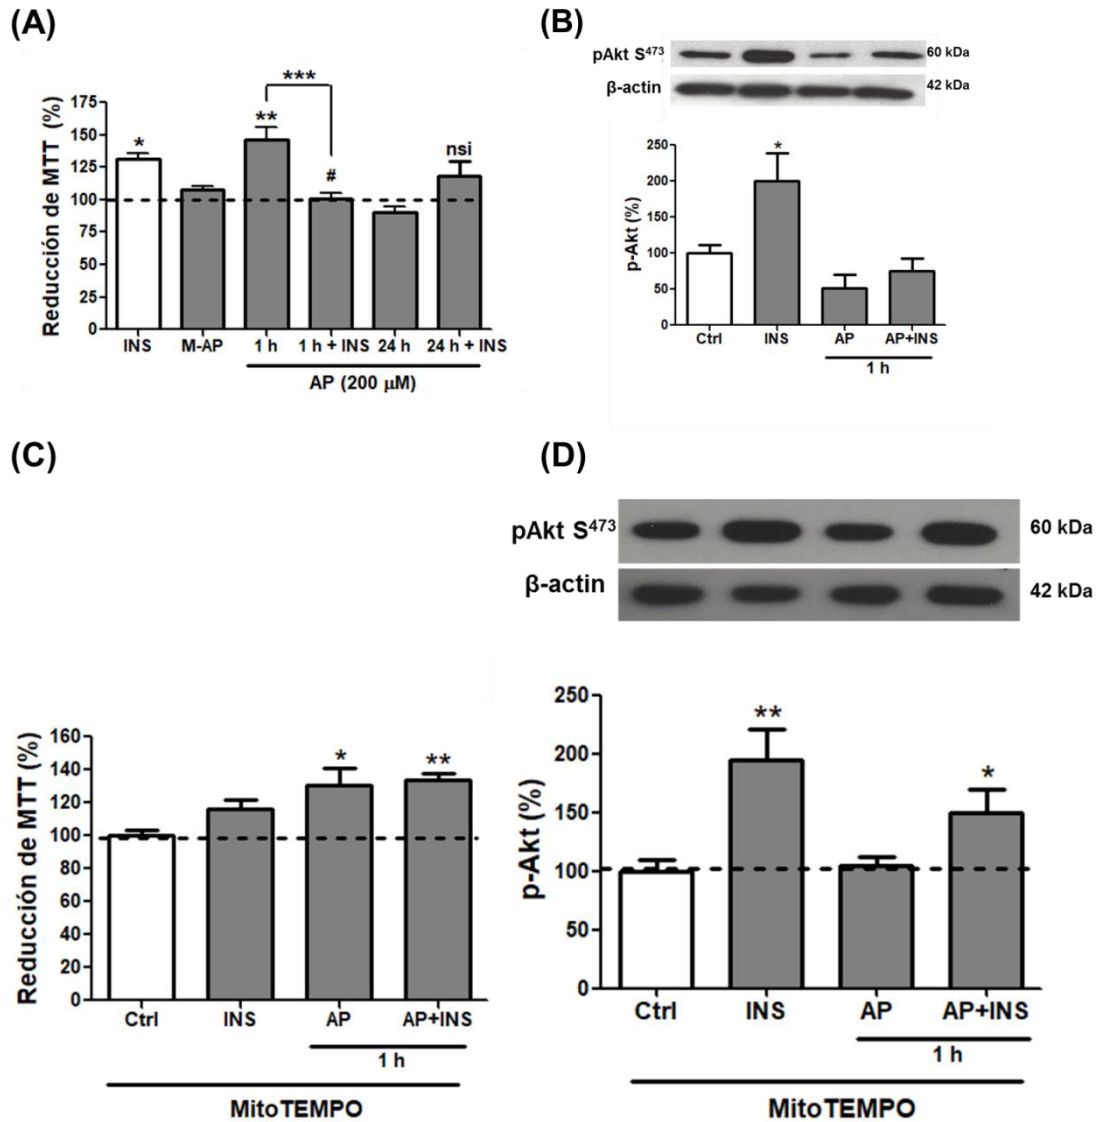 (A)
Reducción de MTT (%)
175
150
125
100
75
50
25
0
*
**
***
#
nsi
INS M-AP 1 h 1 h + INS 24 h 24 h + INS
AP (200 μM)
(B)
pAkt S⁴⁷³ 60 kDa
β-actin 42 kDa
p-Akt (%)
250
200
150
100
50
0
*
Ctrl INS AP AP+INS
1 h
(C)
Reducción de MTT (%)
160
140
120
100
80
60
40
20
0
*
**
Ctrl INS AP AP+INS
1 h
MitoTEMPO
(D)
pAkt S⁴⁷³ 60 kDa
β-actin 42 kDa
p-Akt (%)
250
200
150
100
50
0
**
*
Ctrl INS AP AP+INS
1 h
MitoTEMPO